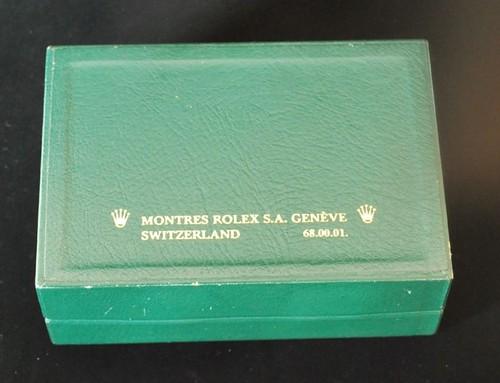 MONTRES ROLEX S.A. GENÈVE
SWITZERLAND 68.00.01.